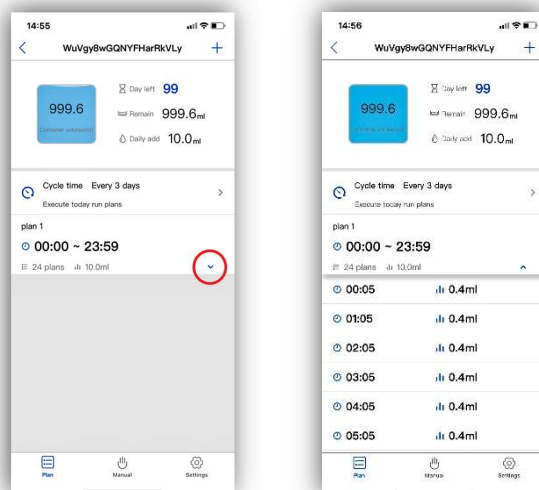 14:55
WuVgy8wGQNYFHarRkVLy
Day left 99
999.6
Remain 999.6ml
Daily add 10.0ml
Cycle time Every 3 days
Execute today run plans
plan 1
00:00 ~ 23:59
24 plans 10.0ml
Plan Manual Settings
14:56
WuVgy8wGQNYFHarRkVLy
Day left 99
999.6
Remain 999.6ml
Daily add 10.0ml
Cycle time Every 3 days
Execute today run plans
plan 1
00:00 ~ 23:59
24 plans 10.0ml
00:05 0.4ml
01:05 0.4ml
02:05 0.4ml
03:05 0.4ml
04:05 0.4ml
05:05 0.4ml
Plan Manual Settings